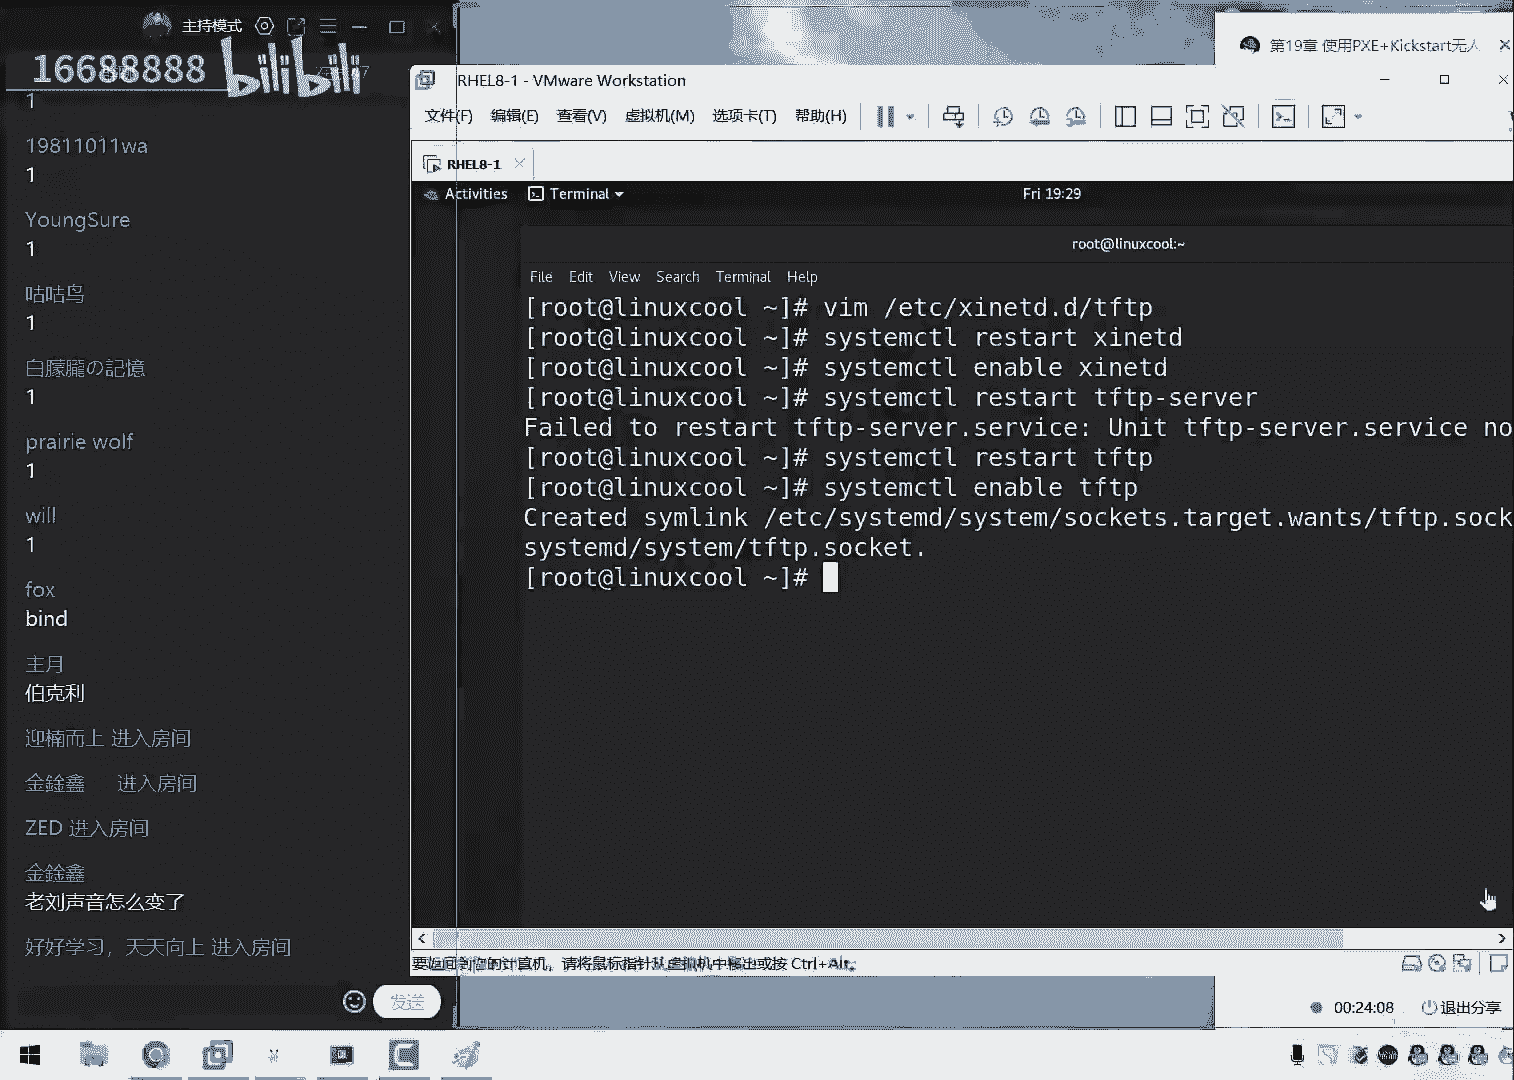 主持模式
16688888 bilibili
1
19811011wa
1
YoungSure
1
咕咕鸟
1
白朦朧の記憶
1
prairie wolf
1
will
1
fox
bind
主月
伯克利
迎楠而上 进入房间
金銓鑫 进入房间
ZED 进入房间
金銓鑫
老刘声音怎么变了
好好学习，天天向上 进入房间
发送
第19章 使用PXE+Kickstart无人
RHEL8-1 - VMware Workstation
文件(F) 编辑(E) 查看(V) 虚拟机(M) 选项卡(T) 帮助(H)
RHEL8-1
Activities Terminal Fri 19:29
root@linuxcool:~
File Edit View Search Terminal Help
[root@linuxcool ~]# vim /etc/xinetd.d/tftp
[root@linuxcool ~]# systemctl restart xinetd
[root@linuxcool ~]# systemctl enable xinetd
[root@linuxcool ~]# systemctl restart tftp-server
Failed to restart tftp-server.service: Unit tftp-server.service no
[root@linuxcool ~]# systemctl restart tftp
[root@linuxcool ~]# systemctl enable tftp
Created symlink /etc/systemd/system/sockets.target.wants/tftp.sock
systemd/system/tftp.socket.
[root@linuxcool ~]#
要返回到您的计算机，请将鼠标指针从虚拟机中移出或按 Ctrl+Alt。
00:24:08 退出分享